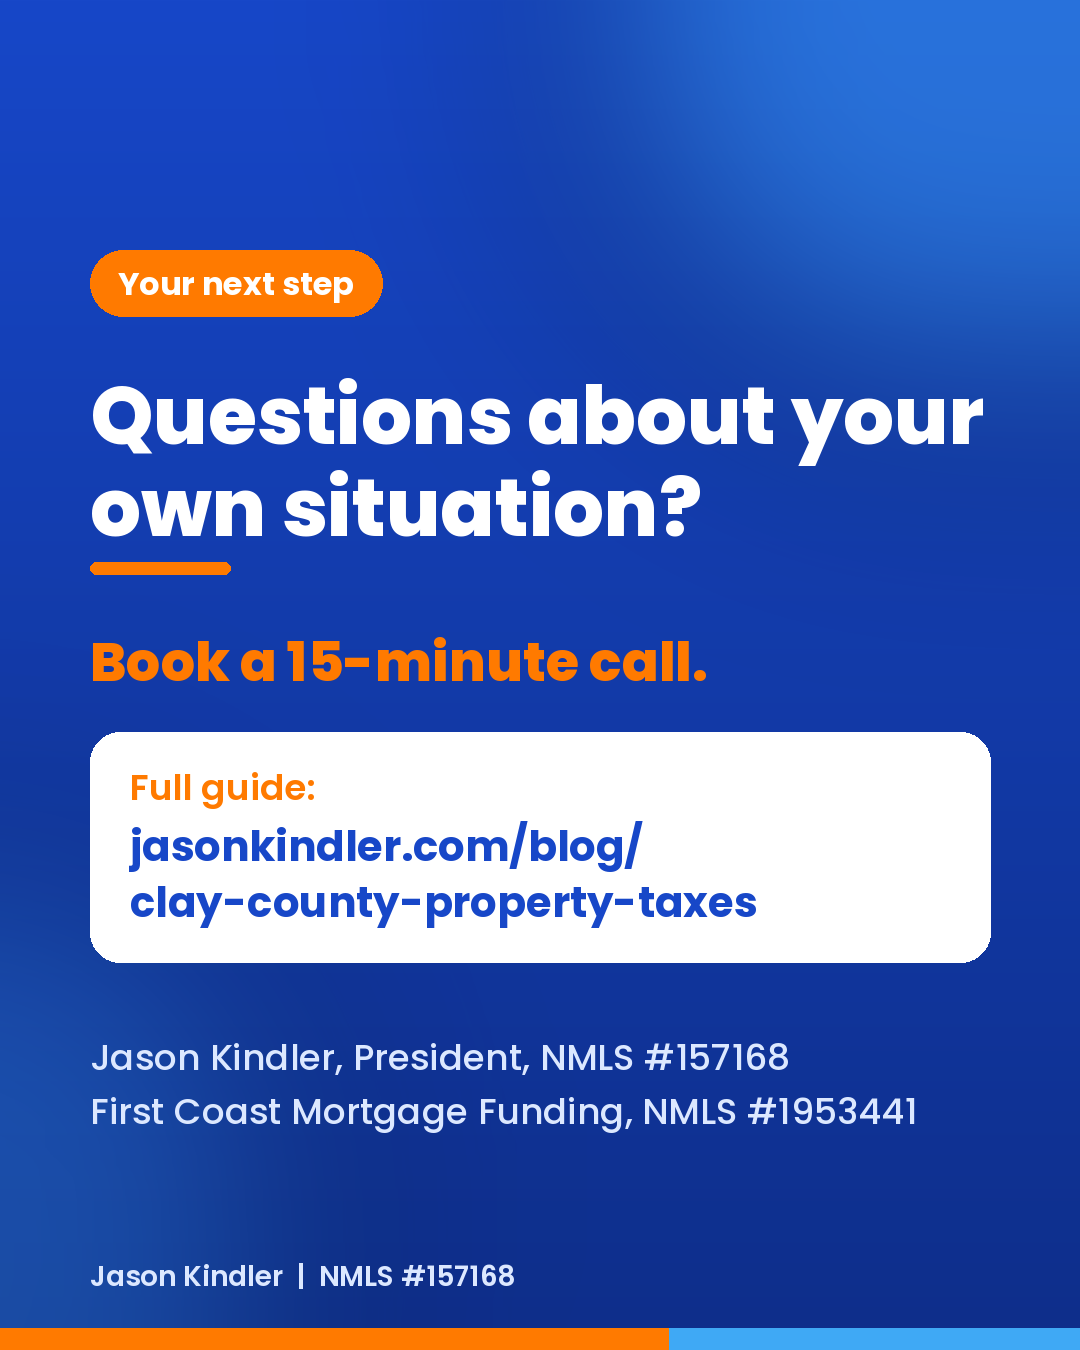 Your next step
Questions about your
own situation?
Book a 15-minute call.
Full guide:
jasonkindler.com/blog/
clay-county-property-taxes
Jason Kindler, President, NMLS #157168
First Coast Mortgage Funding, NMLS #1953441
Jason Kindler | NMLS #157168